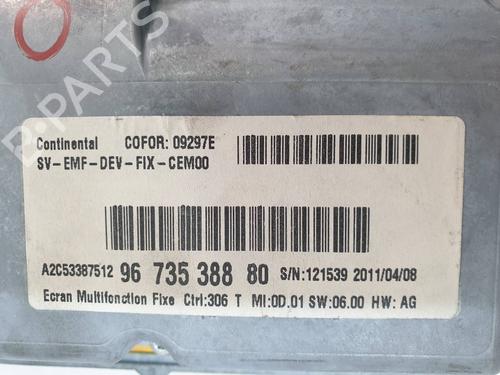 Continental COFOR: 09297E
SV-EMF-DEV-FIX-CEM00
A2C53387512 96 735 388 80 S/N:121539 2011/04/08
Ecran Multifonction Fixe Ctrl:306 T MI:0D.01 SW:06.00 HW: AG
B-PARTS